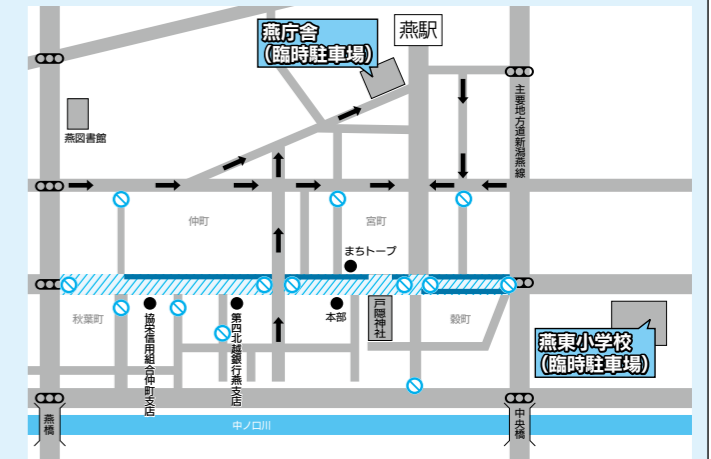 燕庁舎
(臨時駐車場)
燕駅
主要地方道新潟燕線
燕図書館
仲町
宮町
まちトープ
秋葉町
協栄信用組合仲町支店
第四北越銀行燕支店
本部
戸隠神社
穀町
燕東小学校
(臨時駐車場)
燕橋
中ノ口川
中央橋